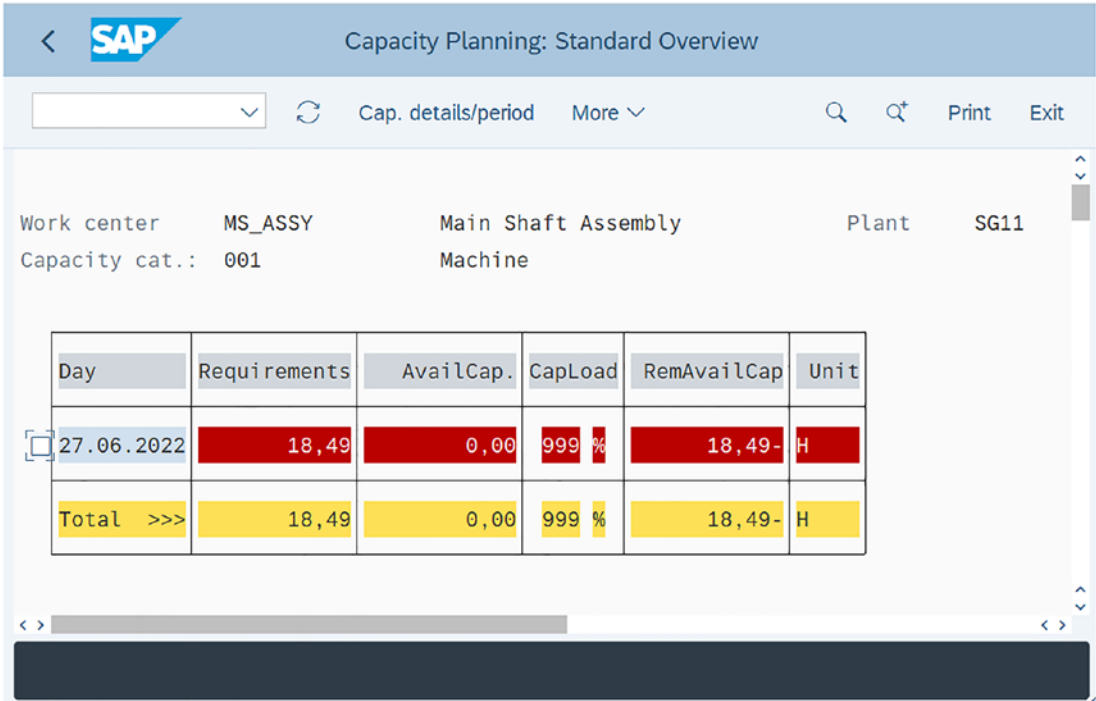 SAP Capacity Planning: Standard Overview
Cap. details/period More Print Exit
Work center MS_ASSY Main Shaft Assembly Plant SG11
Capacity cat.: 001 Machine
Day Requirements AvailCap. CapLoad RemAvailCap Unit
27.06.2022 18,49 0,00 999 % 18,49- H
Total >>> 18,49 0,00 999 % 18,49- H